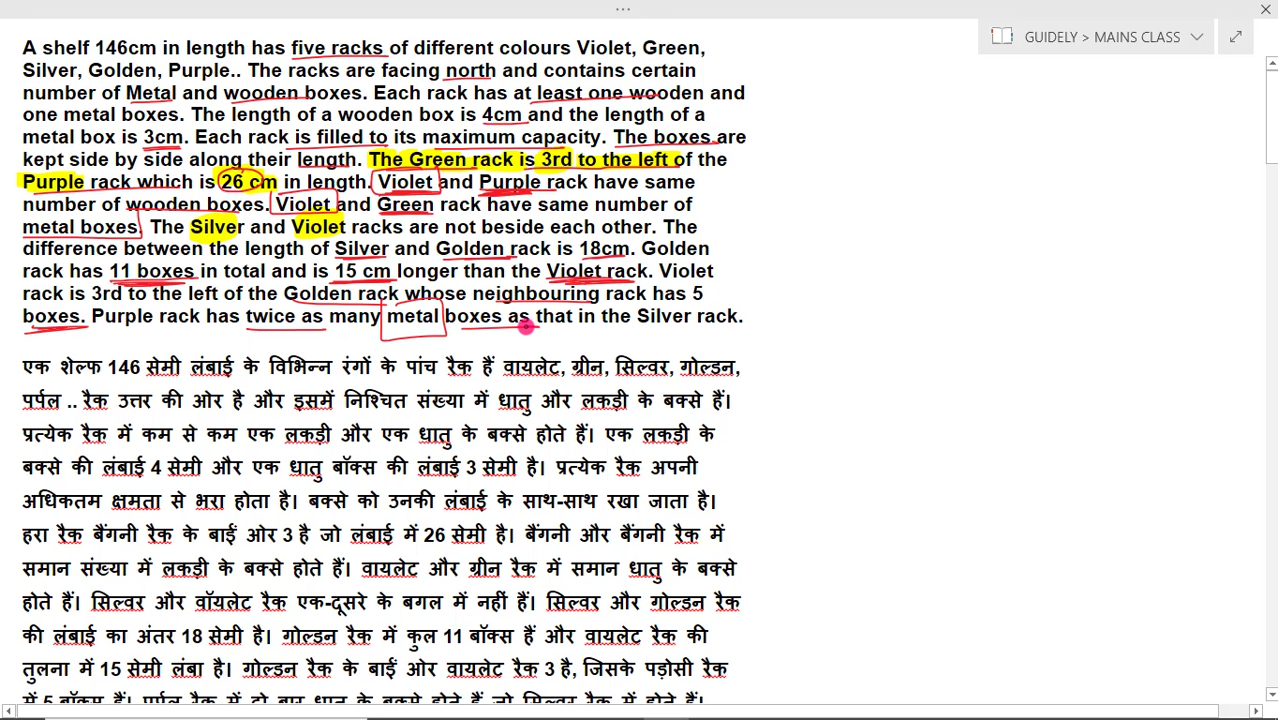 GUIDELY > MAINS CLASS
A shelf 146cm in length has five racks of different colours Violet, Green,
Silver, Golden, Purple.. The racks are facing north and contains certain
number of Metal and wooden boxes. Each rack has at least one wooden and
one metal boxes. The length of a wooden box is 4cm and the length of a
metal box is 3cm. Each rack is filled to its maximum capacity. The boxes are
kept side by side along their length. The Green rack is 3rd to the left of the
Purple rack which is 26 cm in length. Violet and Purple rack have same
number of wooden boxes. Violet and Green rack have same number of
metal boxes. The Silver and Violet racks are not beside each other. The
difference between the length of Silver and Golden rack is 18cm. Golden
rack has 11 boxes in total and is 15 cm longer than the Violet rack. Violet
rack is 3rd to the left of the Golden rack whose neighbouring rack has 5
boxes. Purple rack has twice as many metal boxes as that in the Silver rack.
एक शेल्फ 146 सेमी लंबाई के विभिन्न रंगों के पांच रैक हैं वायलेट, ग्रीन, सिल्वर, गोल्डन,
पर्पल .. रैक उत्तर की ओर है और इसमें निश्चित संख्या में धातु और लकड़ी के बक्से हैं।
प्रत्येक रैक में कम से कम एक लकड़ी और एक धातु के बक्से होते हैं। एक लकड़ी के
बक्से की लंबाई 4 सेमी और एक धातु बॉक्स की लंबाई 3 सेमी है। प्रत्येक रैक अपनी
अधिकतम क्षमता से भरा होता है। बक्से को उनकी लंबाई के साथ-साथ रखा जाता है।
हरा रैक बैंगनी रैक के बाईं ओर 3 है जो लंबाई में 26 सेमी है। बैंगनी और बैंगनी रैक में
समान संख्या में लकड़ी के बक्से होते हैं। वायलेट और ग्रीन रैक में समान धातु के बक्से
होते हैं। सिल्वर और वॉयलेट रैक एक-दूसरे के बगल में नहीं हैं। सिल्वर और गोल्डन रैक
की लंबाई का अंतर 18 सेमी है। गोल्डन रैक में कुल 11 बॉक्स हैं और वायलेट रैक की
तुलना में 15 सेमी लंबा है। गोल्डन रैक के बाईं ओर वायलेट रैक 3 है, जिसके पड़ोसी रैक
में 5 बॉक्स हैं। पर्पल रैक में दो बार धातु के बक्से होते हैं जो सिल्वर रैक में होते हैं।